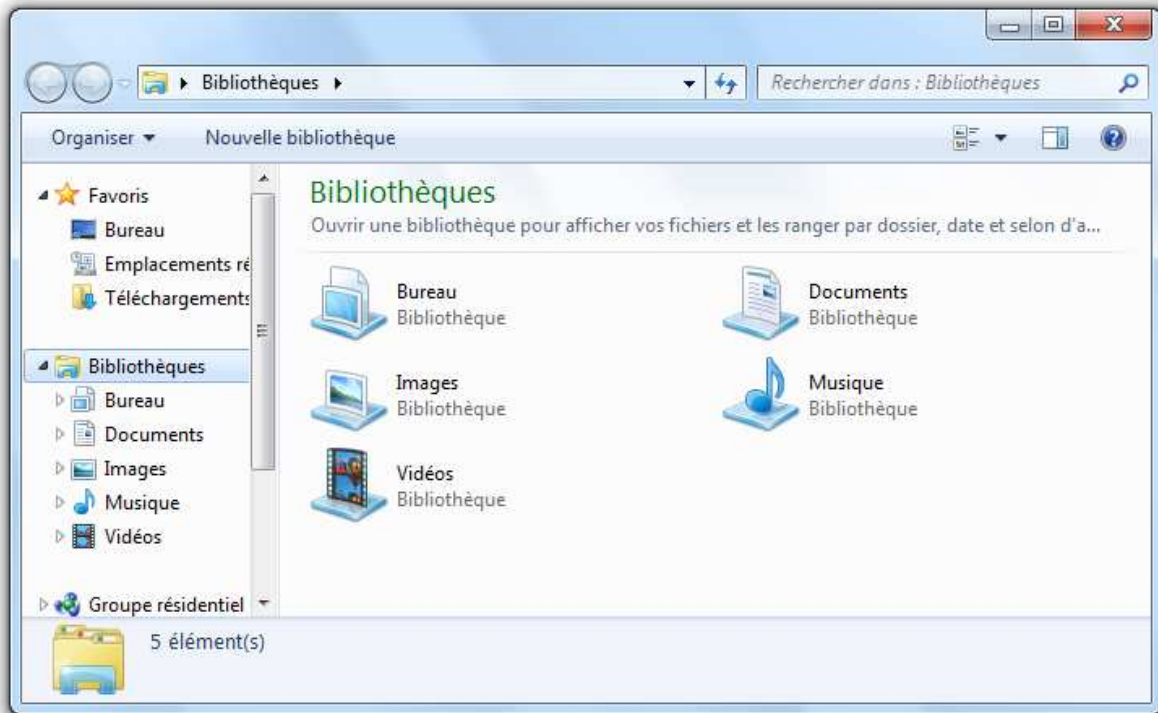 Bibliothèques
Rechercher dans : Bibliothèques
Organiser
Nouvelle bibliothèque
Favoris
Bureau
Emplacements ré
Téléchargements
Bibliothèques
Bureau
Documents
Images
Musique
Vidéos
Groupe résidentiel
Bibliothèques
Ouvrir une bibliothèque pour afficher vos fichiers et les ranger par dossier, date et selon d'a...
Bureau
Bibliothèque
Documents
Bibliothèque
Images
Bibliothèque
Musique
Bibliothèque
Vidéos
Bibliothèque
5 élément(s)